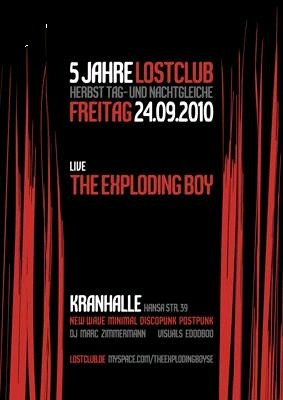 5 JAHRE LOSTCLUB
HERBST TAG- UND NACHTGLEICHE
FREITAG 24.09.2010
LIVE
THE EXPLODING BOY
KRANHALLE HANSA STR. 39
NEW WAVE MINIMAL DISCOPUNK POSTPUNK
DJ MARC ZIMMERMANN VISUALS EDDOBOO
LOSTCLUB.DE MYSPACE.COM/THEEXPLODINGBOYSE